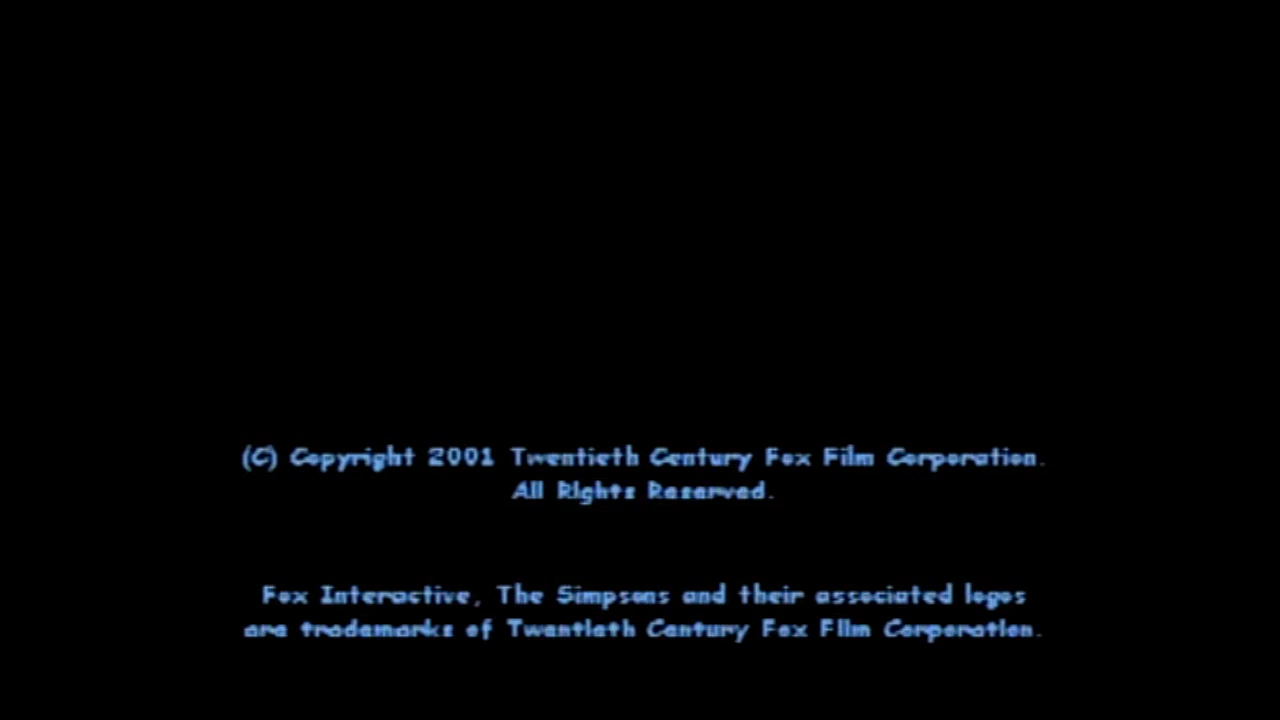 (C) Copyright 2001 Twentieth Century Fox Film Corporation.
All Rights Reserved.
Fox Interactive, The Simpsons and their associated logos
are trademarks of Twentieth Century Fox Film Corporation.